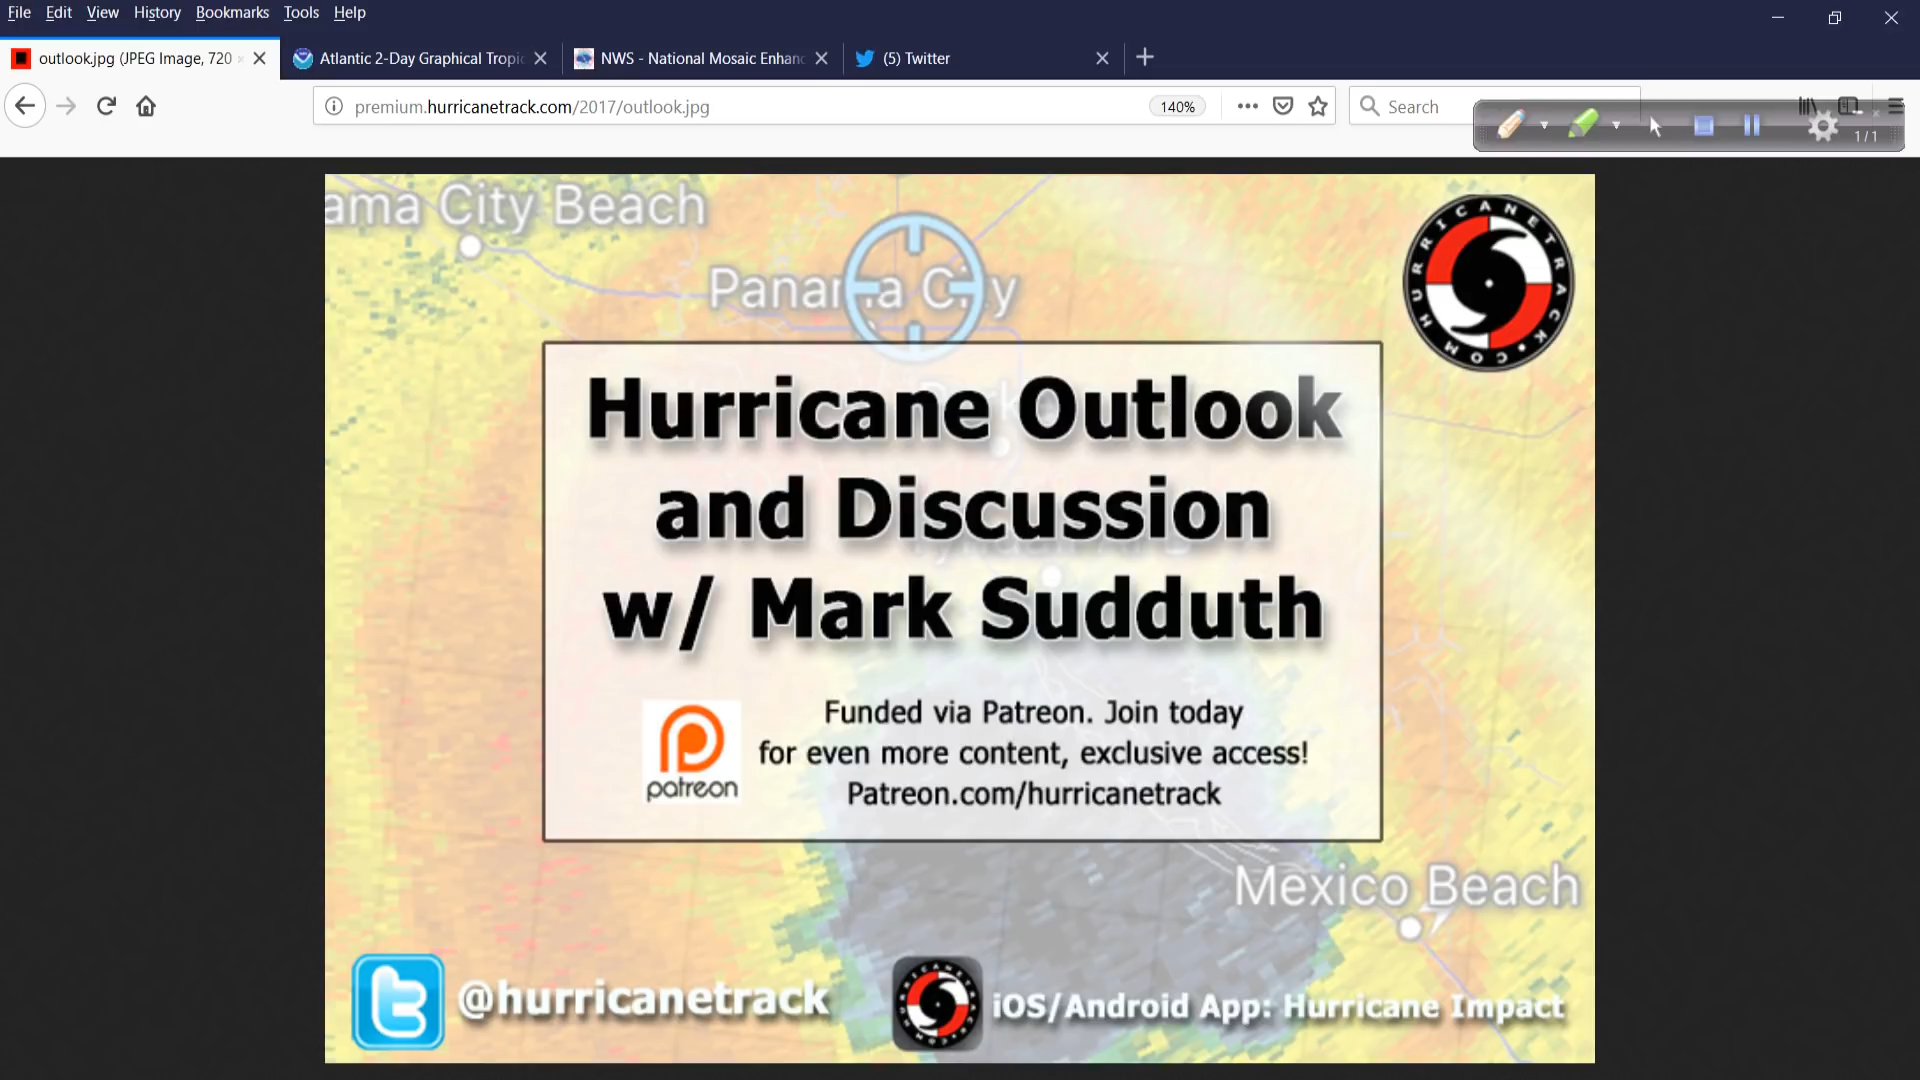 File Edit View History Bookmarks Tools Help
outlook.jpg (JPEG Image, 720
Atlantic 2-Day Graphical Tropic
NWS - National Mosaic Enhanc
(5) Twitter
premium.hurricanetrack.com/2017/outlook.jpg
140%
Search
1/1
ama City Beach
Panama City
HURRICANETRACK.COM
Hurricane Outlook
and Discussion
w/ Mark Sudduth
patreon
Funded via Patreon. Join today
for even more content, exclusive access!
Patreon.com/hurricanetrack
Mexico Beach
@hurricanetrack
iOS/Android App: Hurricane Impact